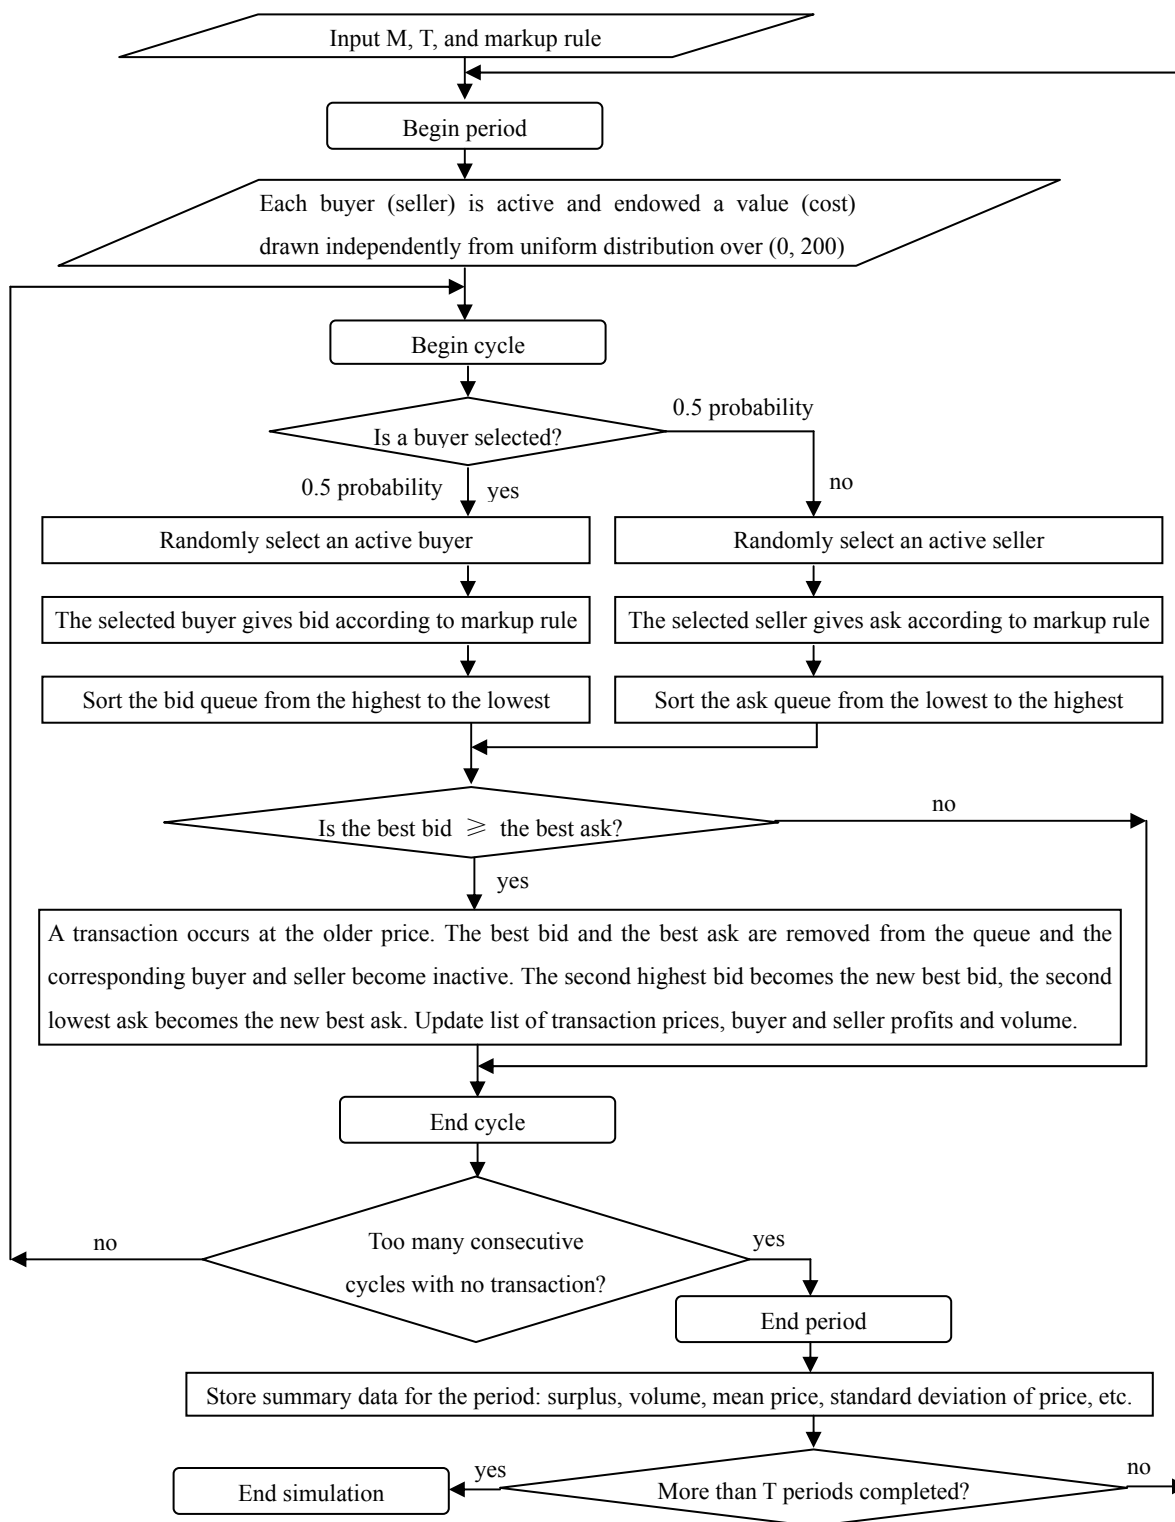 Input M, T, and markup rule
Begin period
Each buyer (seller) is active and endowed a value (cost)
drawn independently from uniform distribution over (0, 200)
Begin cycle
0.5 probability
Is a buyer selected?
0.5 probability
yes
no
Randomly select an active buyer
Randomly select an active seller
The selected buyer gives bid according to markup rule
The selected seller gives ask according to markup rule
Sort the bid queue from the highest to the lowest
Sort the ask queue from the lowest to the highest
no
Is the best bid ≥ the best ask?
yes
A transaction occurs at the older price. The best bid and the best ask are removed from the queue and the
corresponding buyer and seller become inactive. The second highest bid becomes the new best bid, the second
lowest ask becomes the new best ask. Update list of transaction prices, buyer and seller profits and volume.
End cycle
no
Too many consecutive
cycles with no transaction?
yes
End period
Store summary data for the period: surplus, volume, mean price, standard deviation of price, etc.
yes
no
End simulation
More than T periods completed?